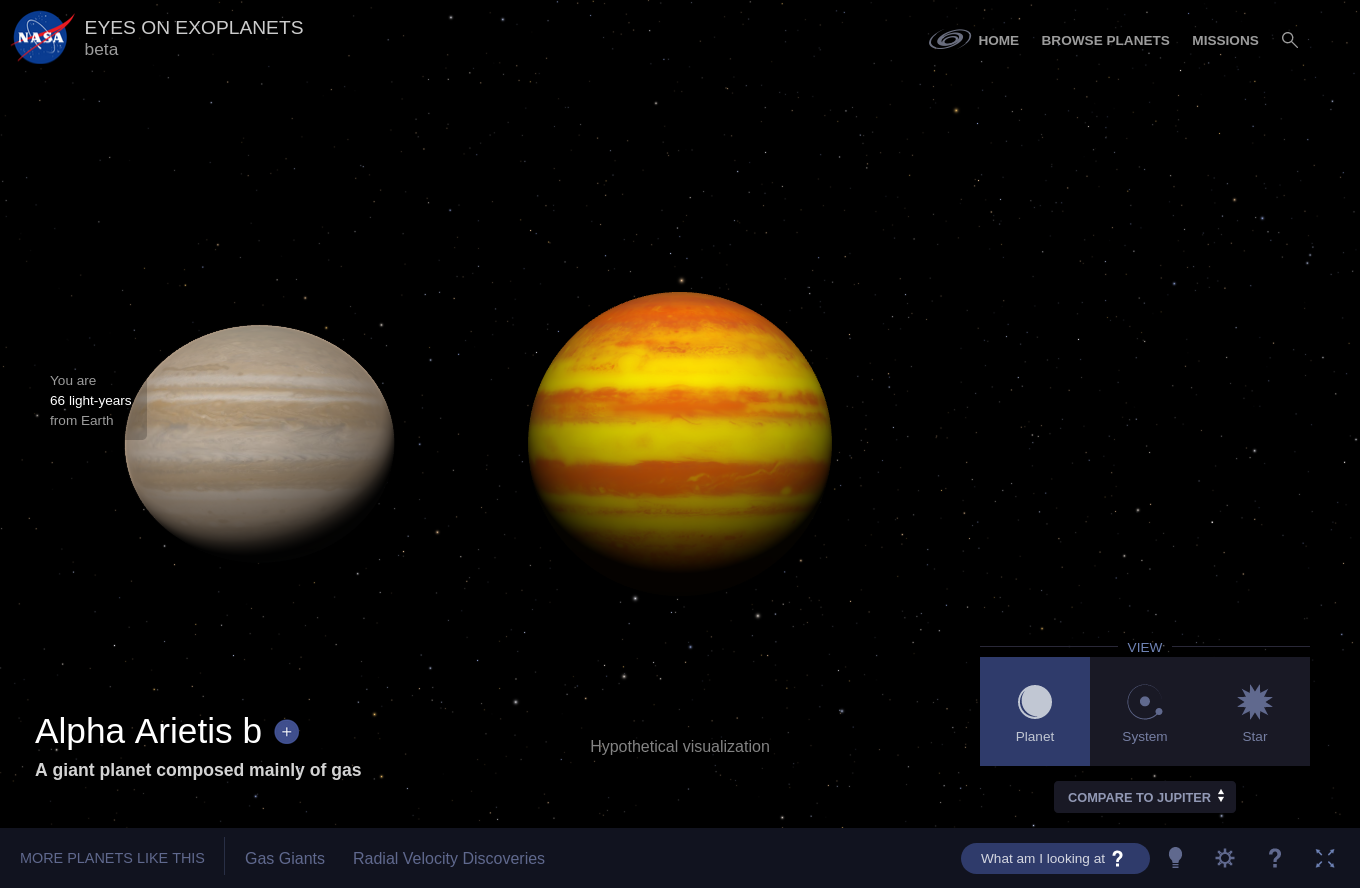 NASA
EYES ON EXOPLANETS
beta
HOME BROWSE PLANETS MISSIONS
You are
66 light-years
from Earth
VIEW
Planet System Star
Alpha Arietis b +
A giant planet composed mainly of gas
Hypothetical visualization
COMPARE TO JUPITER
MORE PLANETS LIKE THIS Gas Giants Radial Velocity Discoveries What am I looking at ? ?